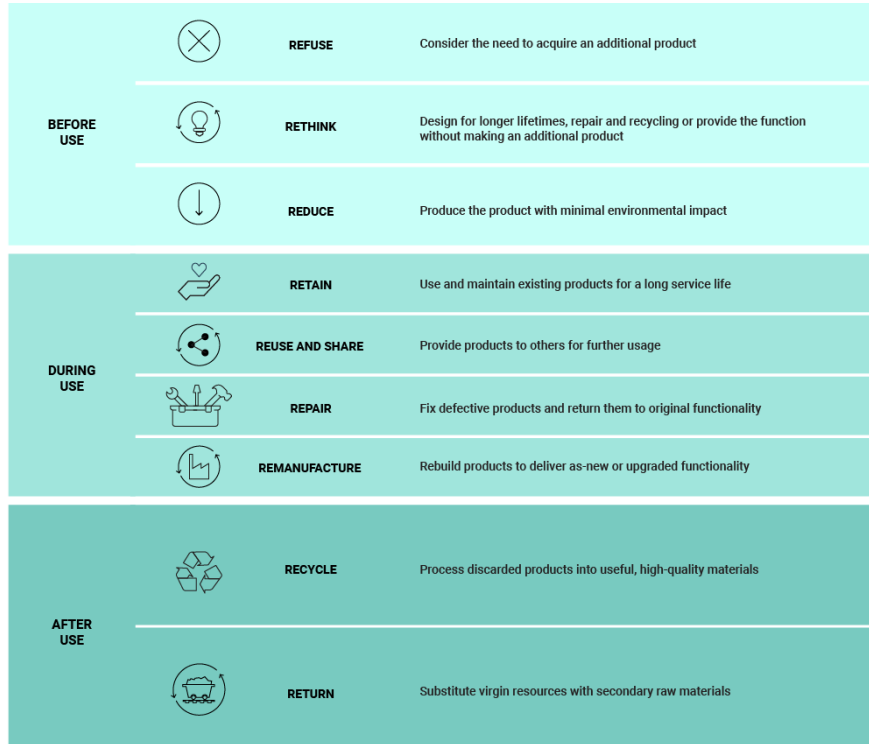 REFUSE
Consider the need to acquire an additional product
BEFORE
USE
RETHINK
Design for longer lifetimes, repair and recycling or provide the function
without making an additional product
REDUCE
Produce the product with minimal environmental impact
RETAIN
Use and maintain existing products for a long service life
DURING
USE
REUSE AND SHARE
Provide products to others for further usage
REPAIR
Fix defective products and return them to original functionality
REMANUFACTURE
Rebuild products to deliver as-new or upgraded functionality
AFTER
USE
RECYCLE
Process discarded products into useful, high-quality materials
RETURN
Substitute virgin resources with secondary raw materials